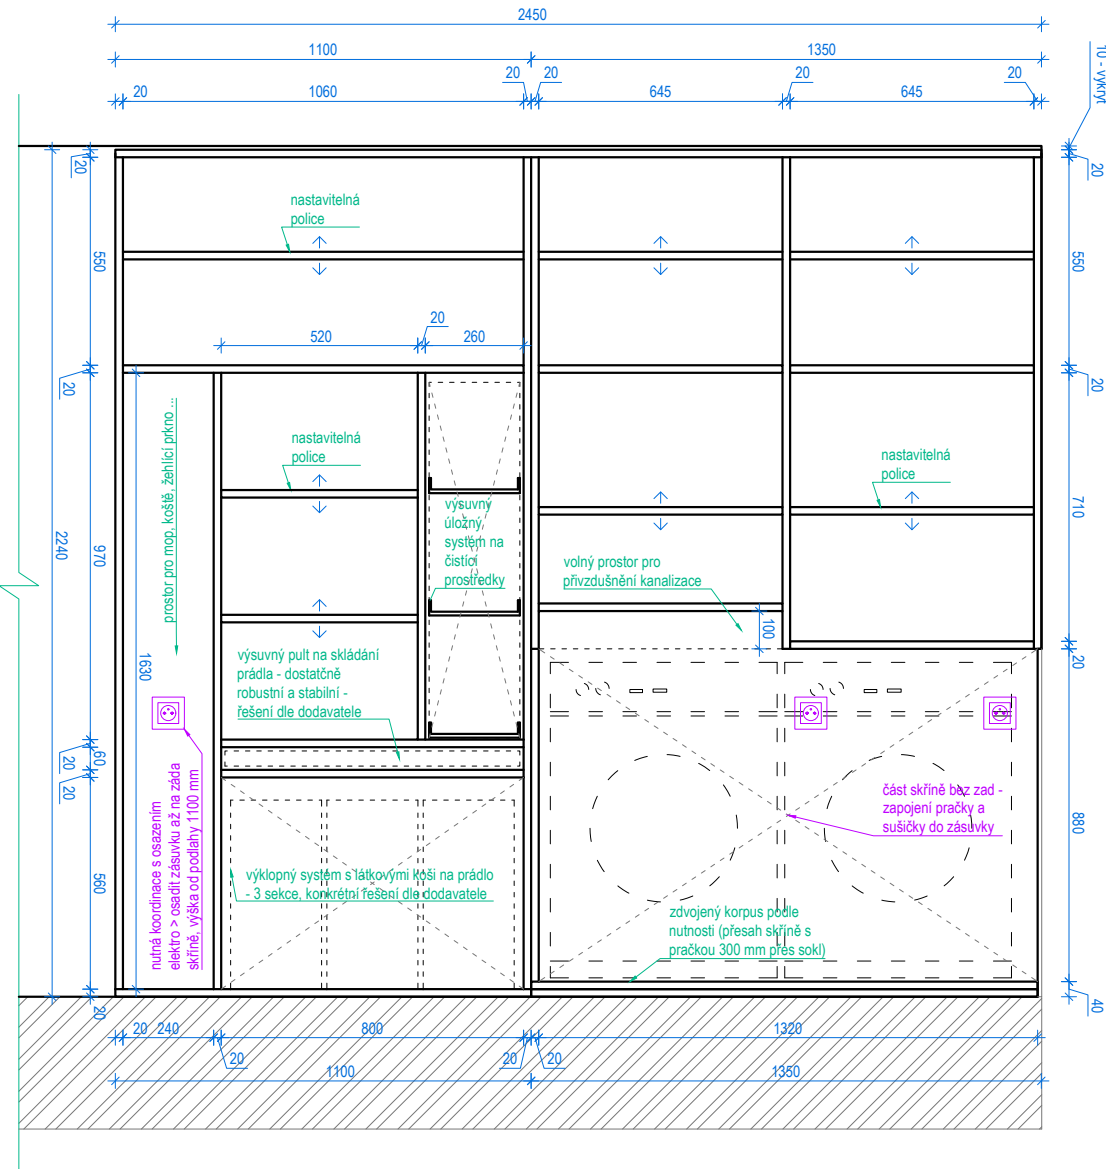 2450
1100
1350
20
20
20
20
20
1060
645
645
10 - vykrýt
20
20
nastavitelná
police
550
550
20
520
260
20
20
prostor pro mop, koště, žehlící prkno ...
nastavitelná
police
výsuvný
úložný
systém na
čistící
prostředky
nastavitelná
police
710
2240
970
volný prostor pro
přivzdušnění kanalizace
100
1630
výsuvný pult na skládání
prádla - dostatčně
robustní a stabilní -
řešení dle dodavatele
20
60
20
20
nutná koordinace s osazením
elektro > osadit zásuvku až na záda
skříně, výška od podlahy 1100 mm
část skříně bez zad -
zapojení pračky a
sušičky do zásuvky
880
560
výklopný systém s látkovými koši na prádlo
- 3 sekce, konkrétní řešení dle dodavatele
zdvojený korpus podle
nutnosti (přesah skříně s
pračkou 300 mm přes sokl)
20
40
20
240
800
1320
20
20
20
1100
1350